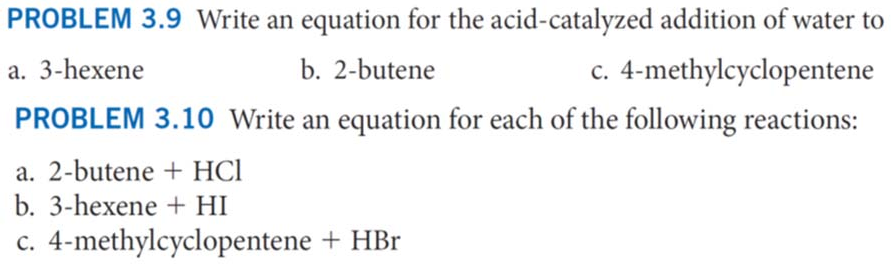 PROBLEM 3.9 Write an equation for the acid-catalyzed addition of water to
a. 3-hexene b. 2-butene c. 4-methylcyclopentene
PROBLEM 3.10 Write an equation for each of the following reactions:
a. 2-butene + HCl
b. 3-hexene + HI
c. 4-methylcyclopentene + HBr